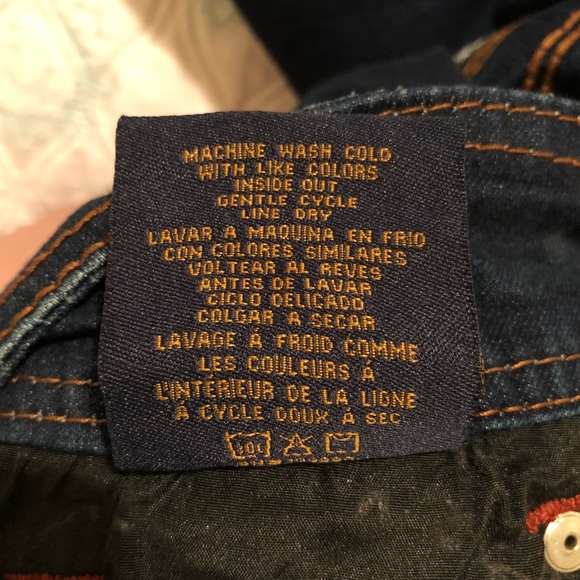 MACHINE WASH COLD
WITH LIKE COLORS
INSIDE OUT
GENTLE CYCLE
LINE DRY
LAVAR A MAQUINA EN FRIO
CON COLORES SIMILARES
VOLTEAR AL REVES
ANTES DE LAVAR
CICLO DELICADO
COLGAR A SECAR
LAVAGE Á FROID COMME
LES COULEURS Á
L'INTERIEUR DE LA LIGNE
Á CYCLE DOUX Á SEC